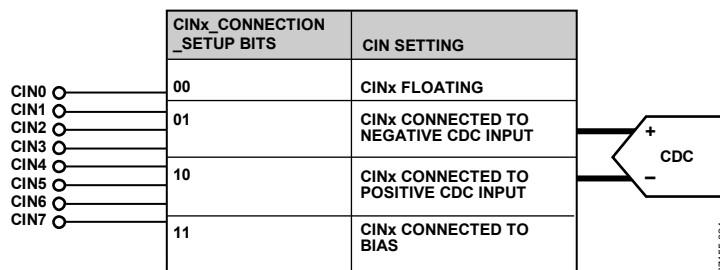 CINx_CONNECTION
_SETUP BITS
CIN SETTING
00
CINx FLOATING
01
CINx CONNECTED TO
NEGATIVE CDC INPUT
10
CINx CONNECTED TO
POSITIVE CDC INPUT
11
CINx CONNECTED TO
BIAS
CIN0
CIN1
CIN2
CIN3
CIN4
CIN5
CIN6
CIN7
+
CDC
−